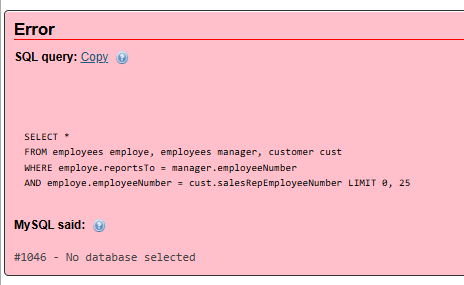 Error
SQL query: Copy
SELECT *
FROM employees employe, employees manager, customer cust
WHERE employe.reportsTo = manager.employeeNumber
AND employe.employeeNumber = cust.salesRepEmployeeNumber LIMIT 0, 25
MySQL said:
#1046 - No database selected